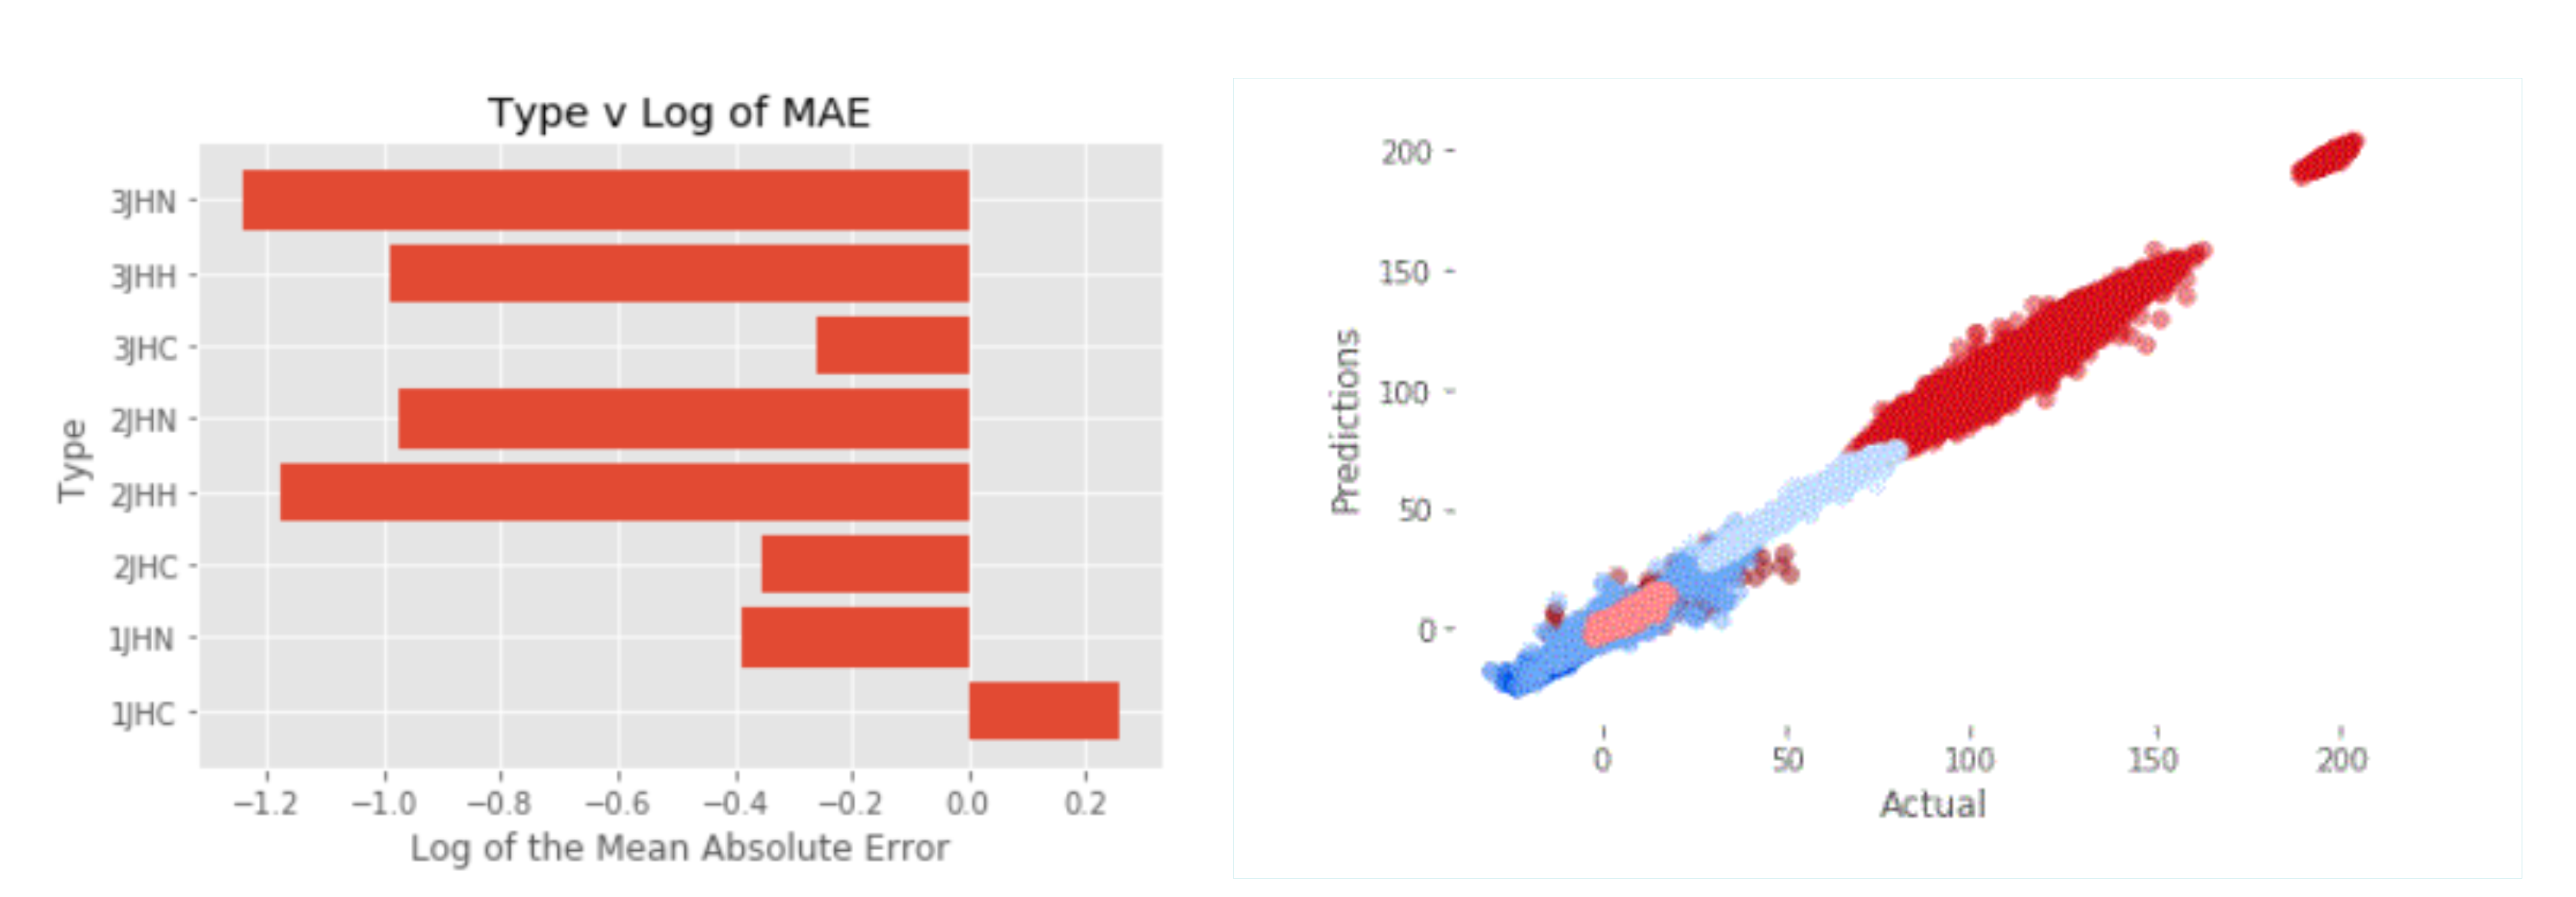 Type v Log of MAE
Type
3JHN
3JHH
3JHC
2JHN
2JHH
2JHC
1JHN
1JHC
−1.2 −1.0 −0.8 −0.6 −0.4 −0.2 0.0 0.2
Log of the Mean Absolute Error
Predictions
200
150
100
50
0
0 50 100 150 200
Actual